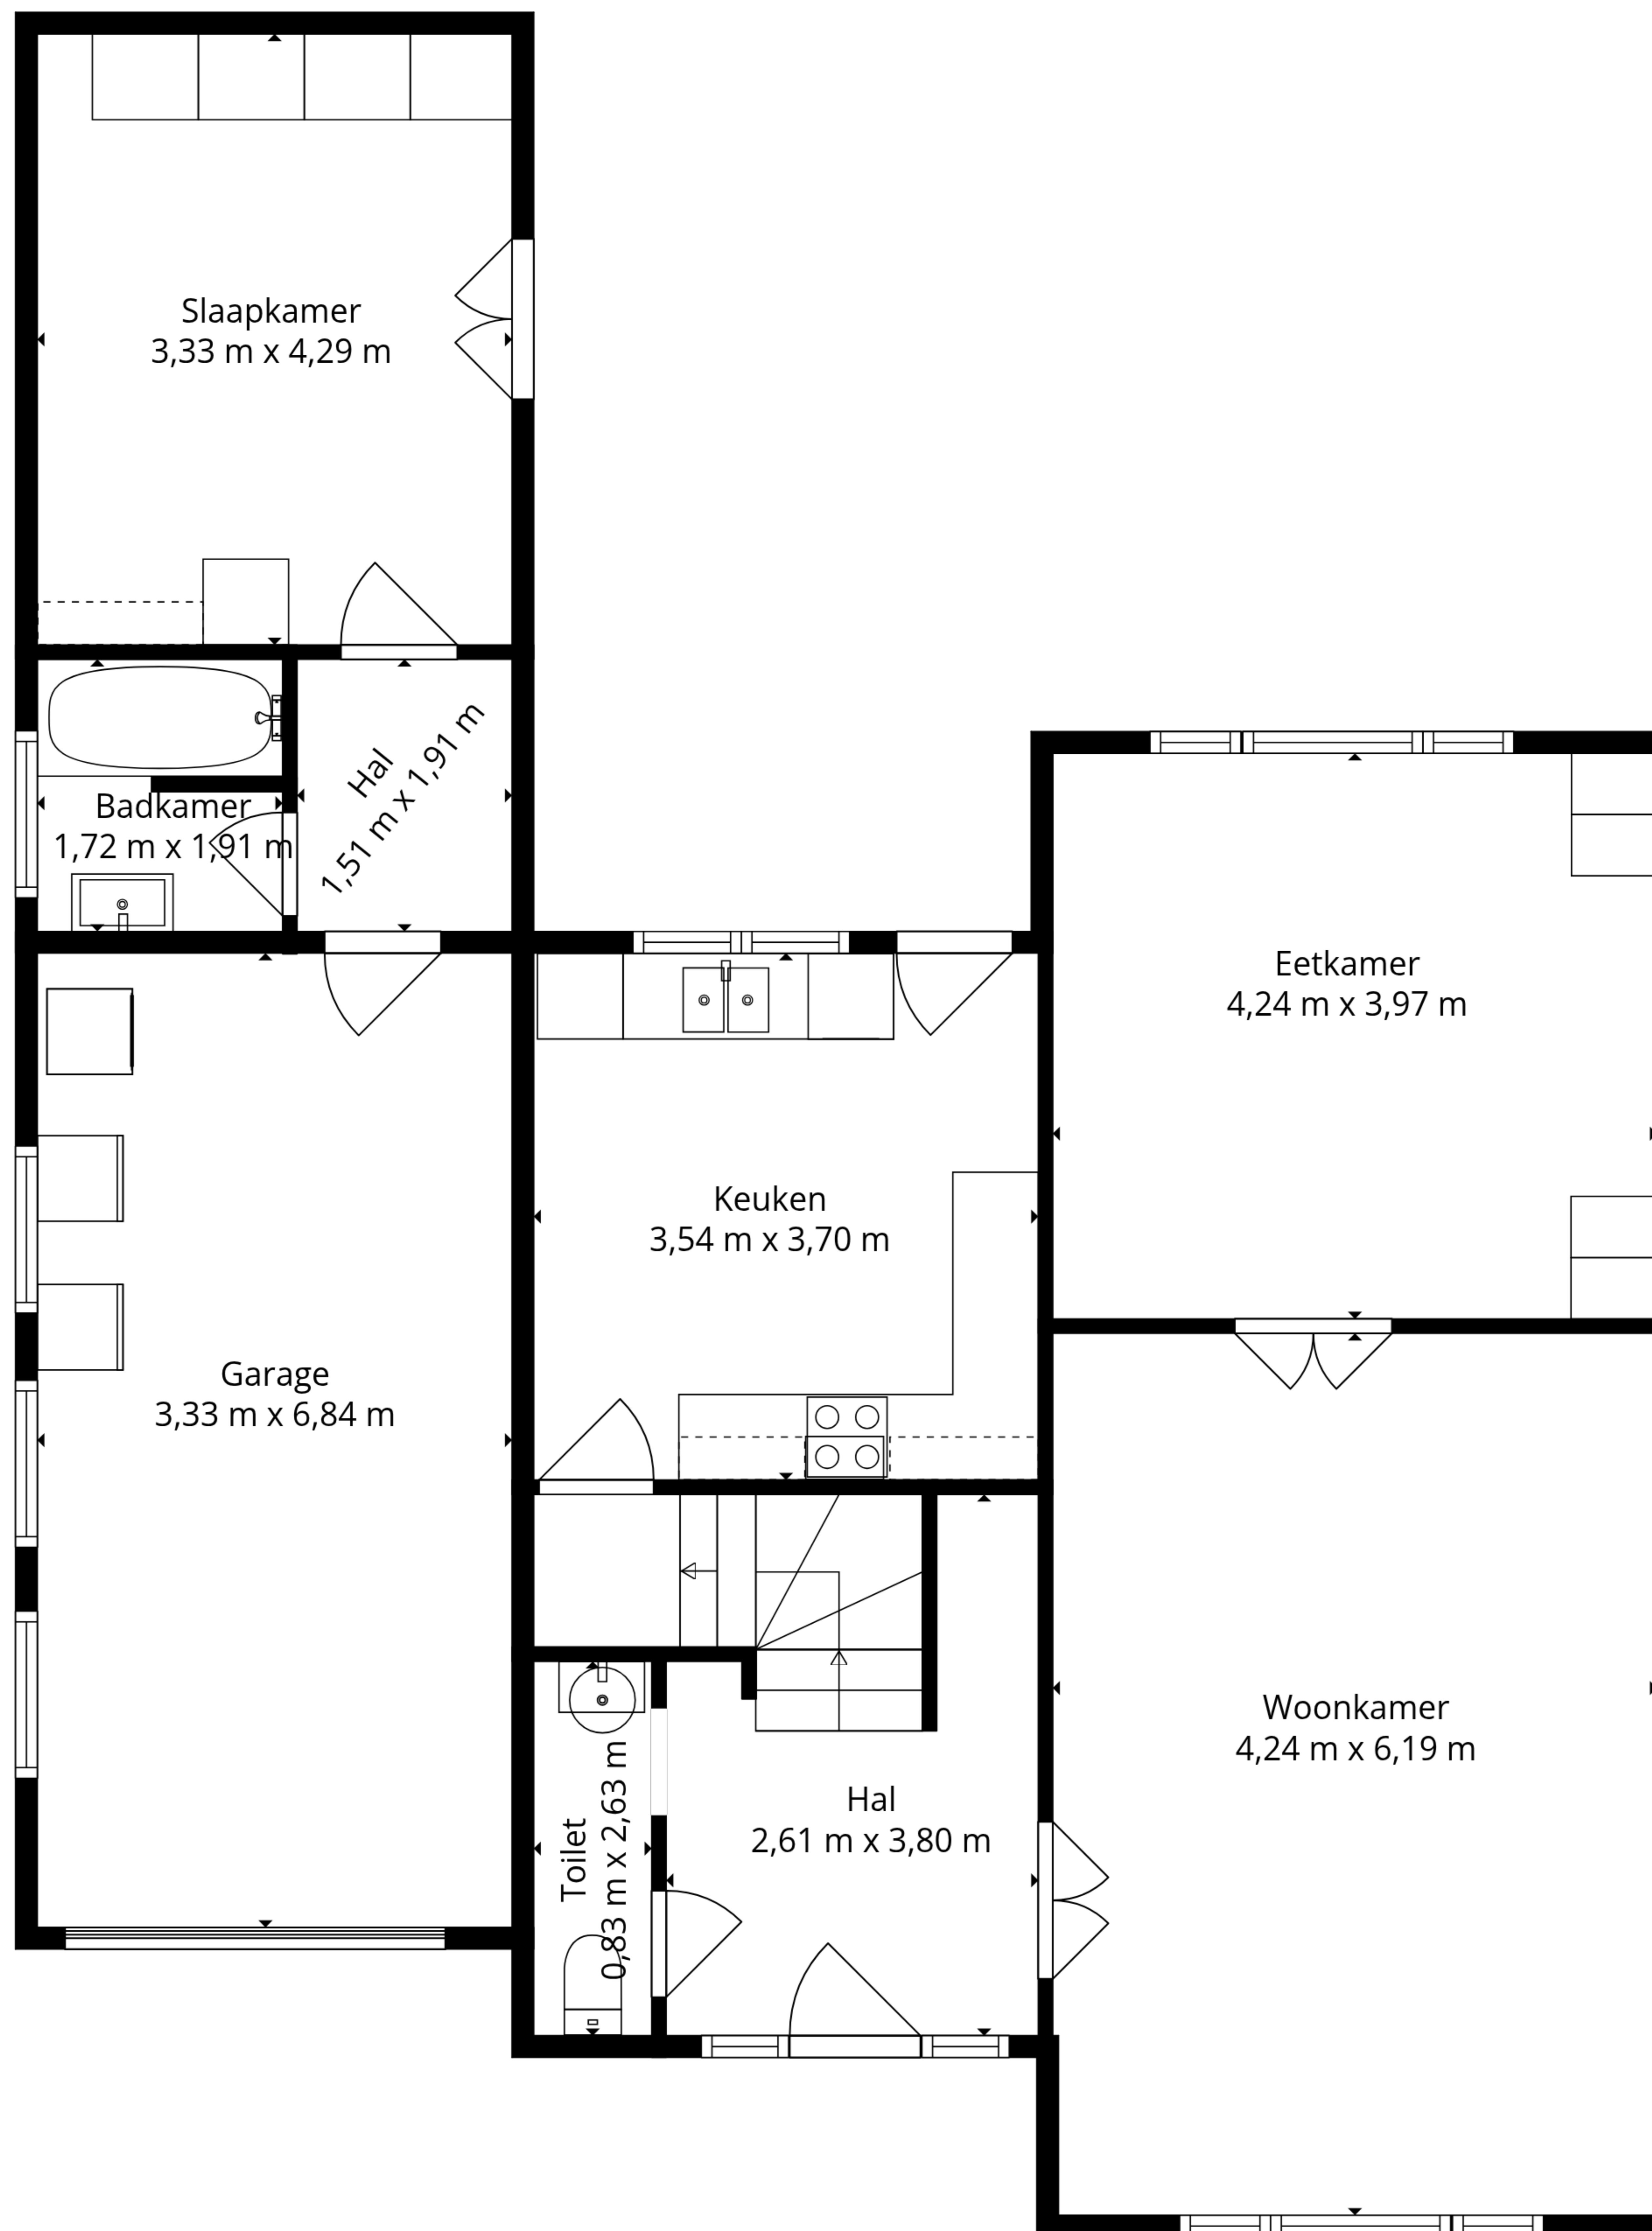 Slaapkamer
3,33 m x 4,29 m
Hal
1,51 m x 1,91 m
Badkamer
1,72 m x 1,91 m
Eetkamer
4,24 m x 3,97 m
Keuken
3,54 m x 3,70 m
Garage
3,33 m x 6,84 m
Woonkamer
4,24 m x 6,19 m
Hal
2,61 m x 3,80 m
Toilet
0,83 m x 2,63 m